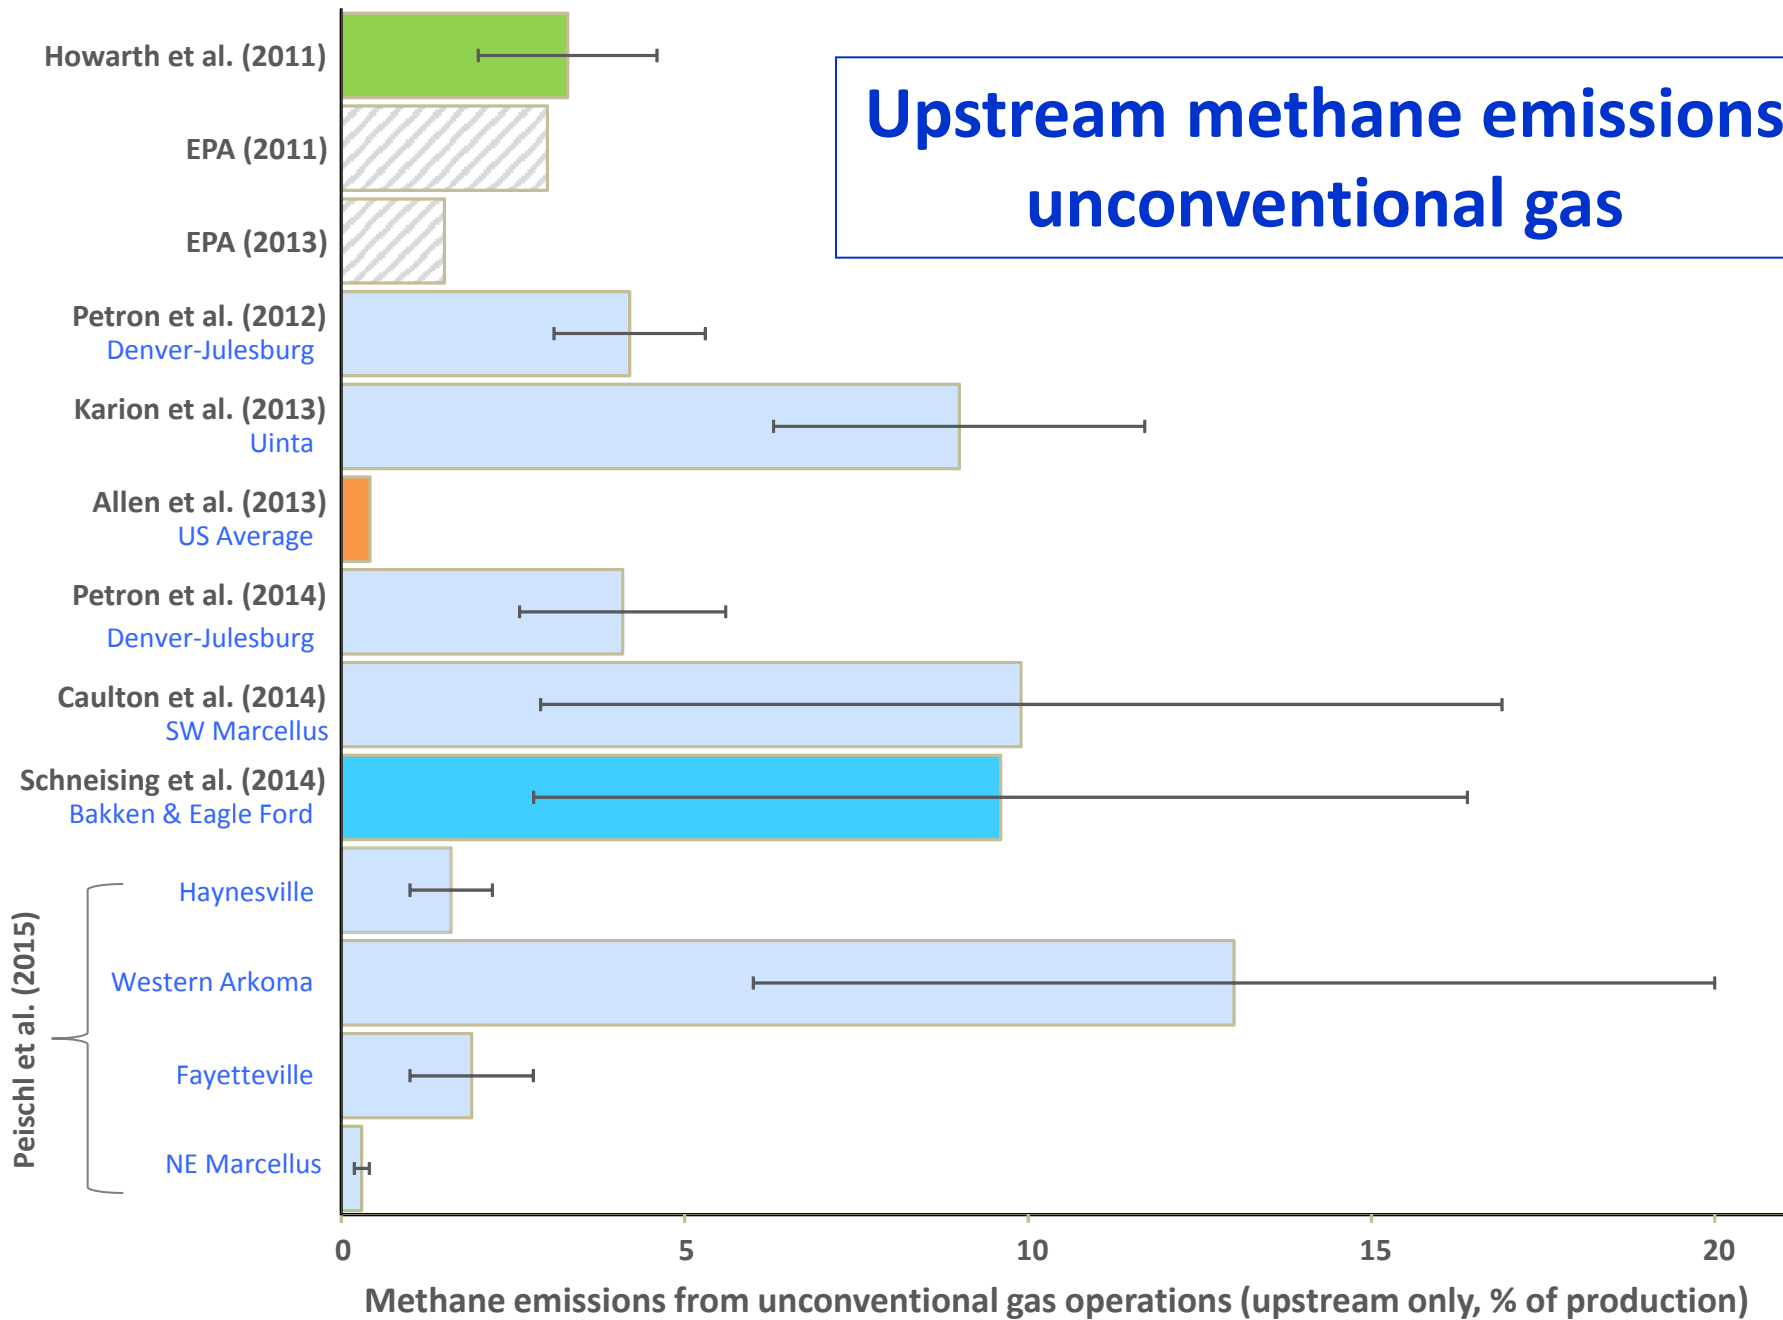 Upstream methane emissions
unconventional gas
Howarth et al. (2011)
EPA (2011)
EPA (2013)
Petron et al. (2012)
Denver-Julesburg
Karion et al. (2013)
Uinta
Allen et al. (2013)
US Average
Petron et al. (2014)
Denver-Julesburg
Caulton et al. (2014)
SW Marcellus
Schneising et al. (2014)
Bakken & Eagle Ford
Peischl et al. (2015)
Haynesville
Western Arkoma
Fayetteville
NE Marcellus
0 5 10 15 20
Methane emissions from unconventional gas operations (upstream only, % of production)